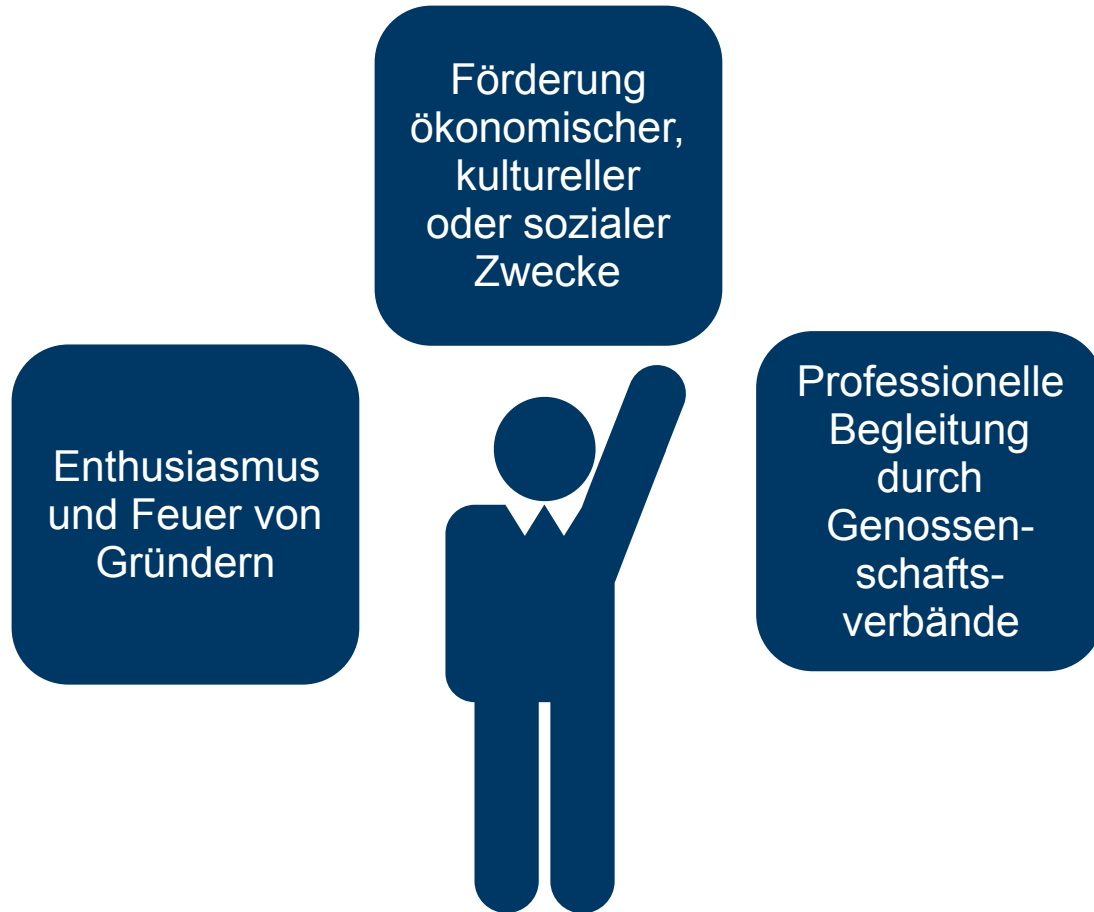 Förderung
ökonomischer,
kultureller
oder sozialer
Zwecke
Enthusiasmus
und Feuer von
Gründern
Professionelle
Begleitung
durch
Genossen-
schafts-
verbände